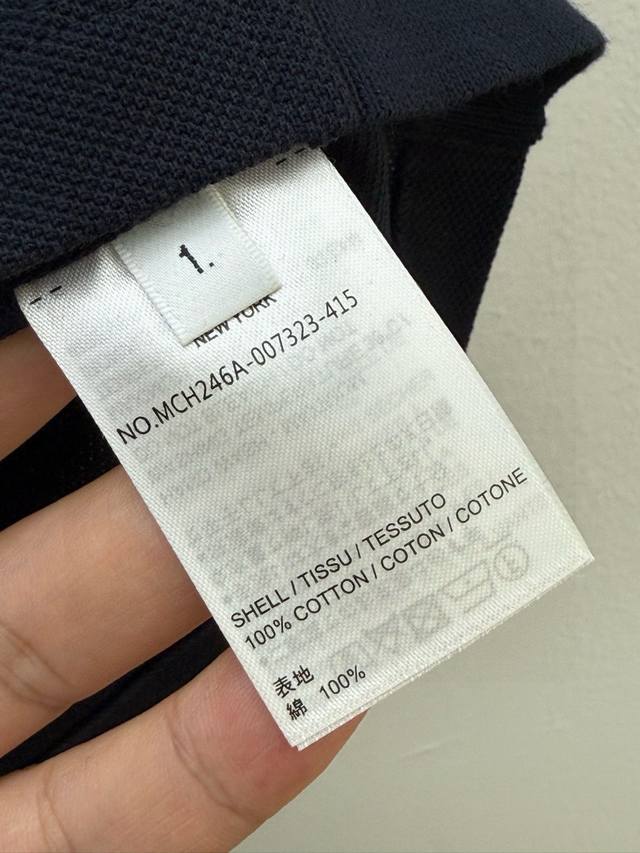 1.
NEW YORK
NO.MCH246A-007323-415
SHELL / TISSU / TESSUTO
100% COTTON / COTON / COTONE
表地
綿 100%